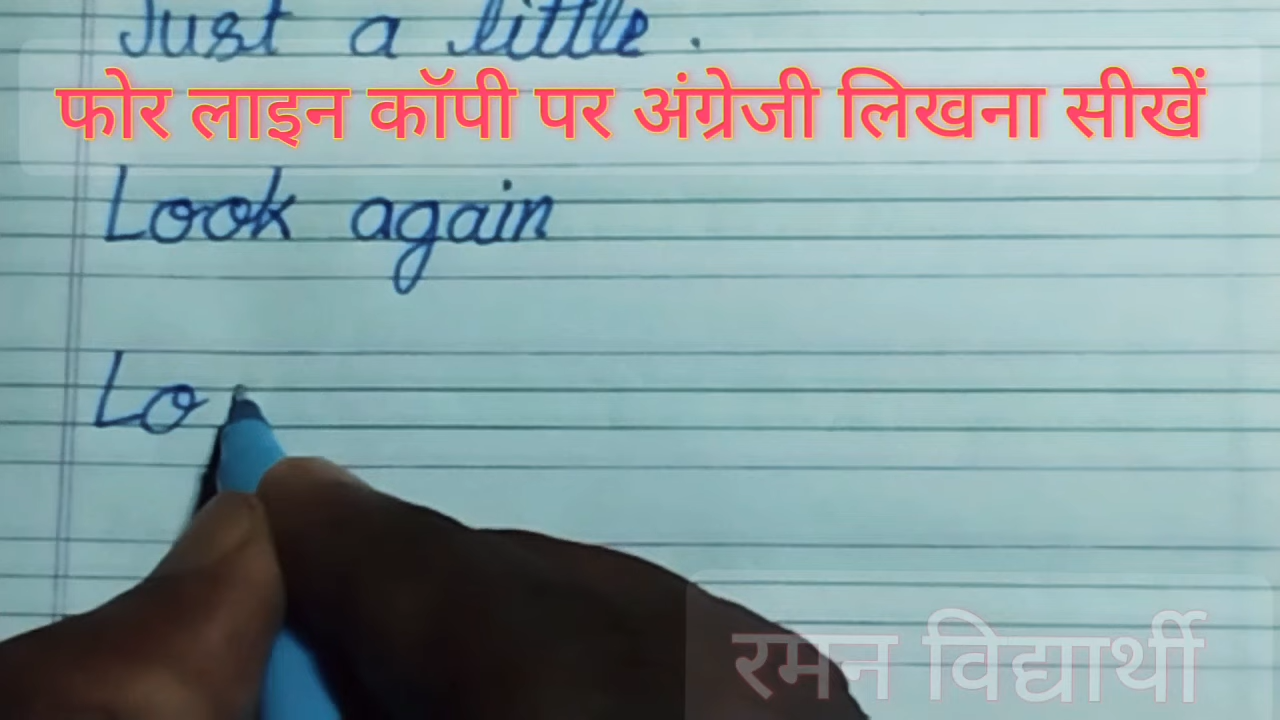 Just a little.
फोर लाइन कॉपी पर अंग्रेजी लिखना सीखें
Look again
Lo
रमन विद्यार्थी